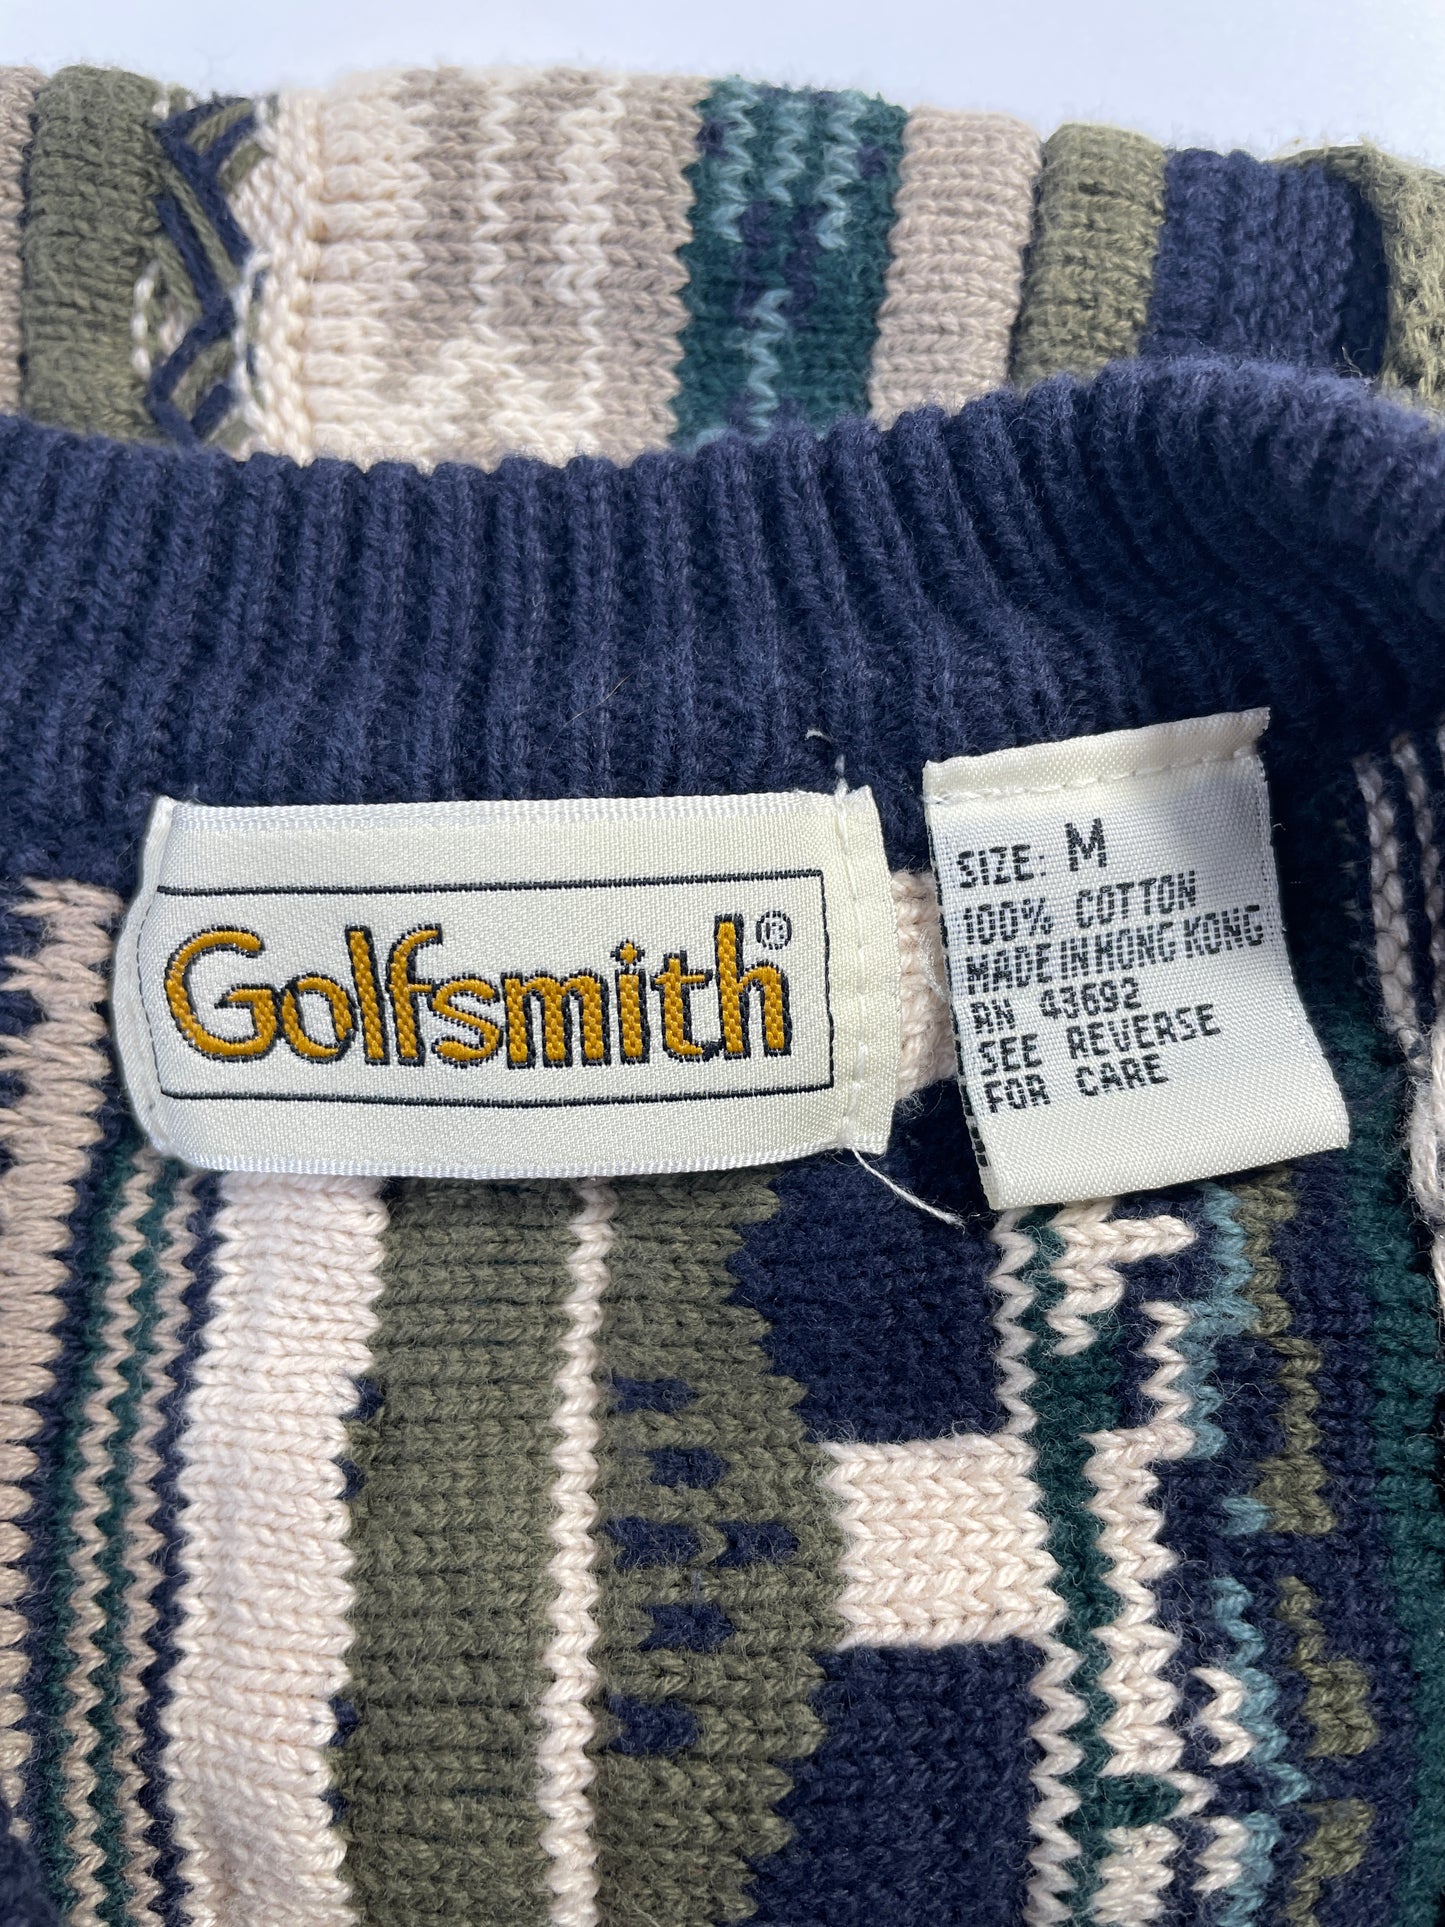 Golfsmith®
SIZE: M
100% COTTON
MADE IN HONG KONG
RN 43692
SEE REVERSE
FOR CARE